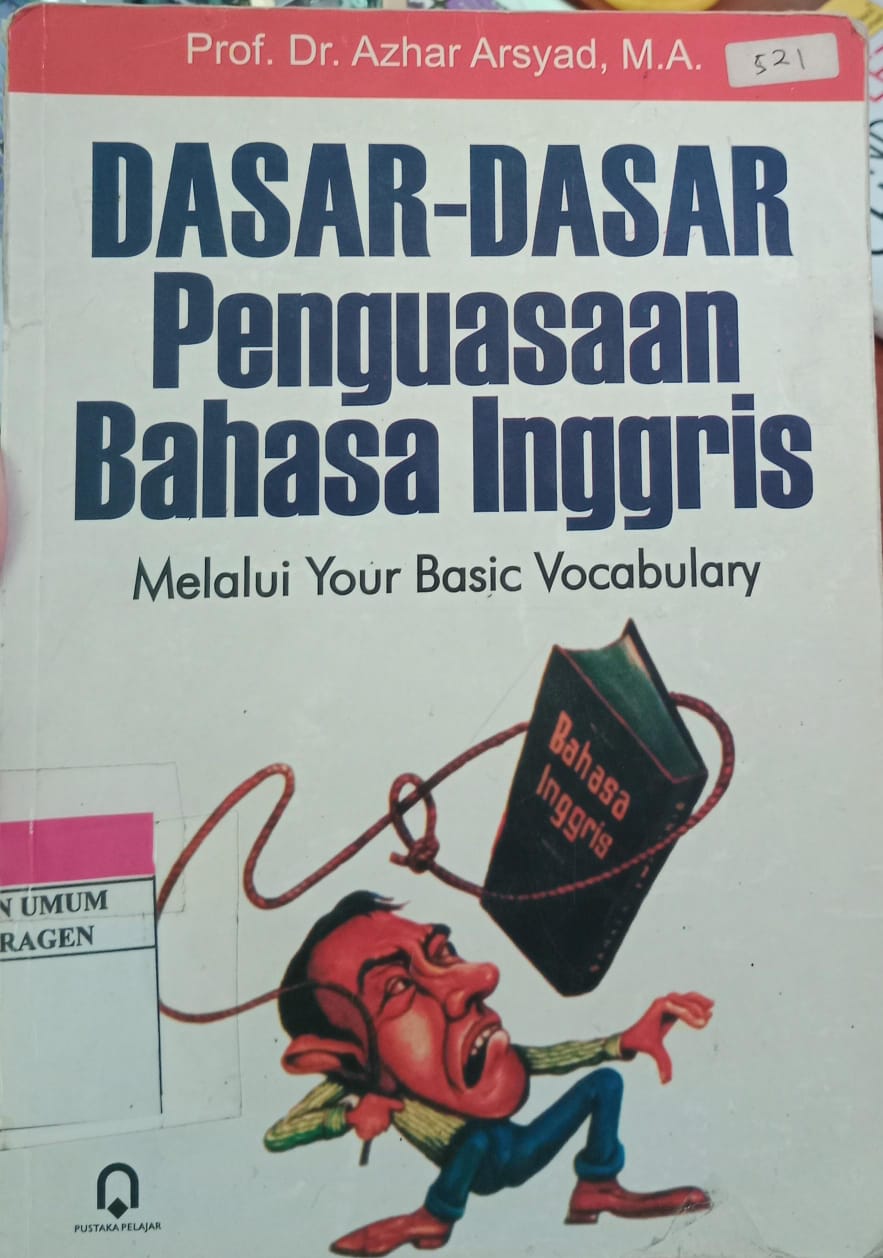 Prof. Dr. Azhar Arsyad, M.A.
521
DASAR-DASAR
Penguasaan
Bahasa Inggris
Melalui Your Basic Vocabulary
Bahasa
Inggris
N UMUM
RAGEN
PUSTAKA PELAJAR